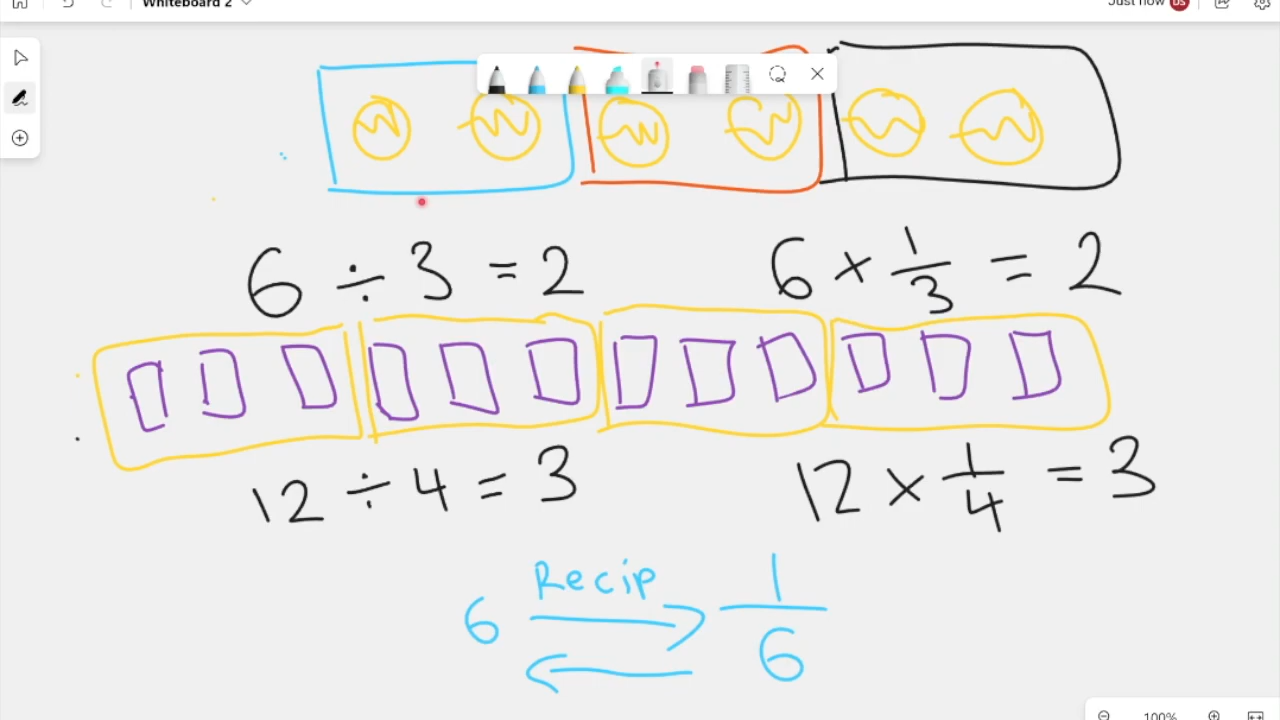 Whiteboard 2
Just now DS
6 ÷ 3 = 2
6 × 1/3 = 2
12 ÷ 4 = 3
12 × 1/4 = 3
6 Recip 1/6
100%